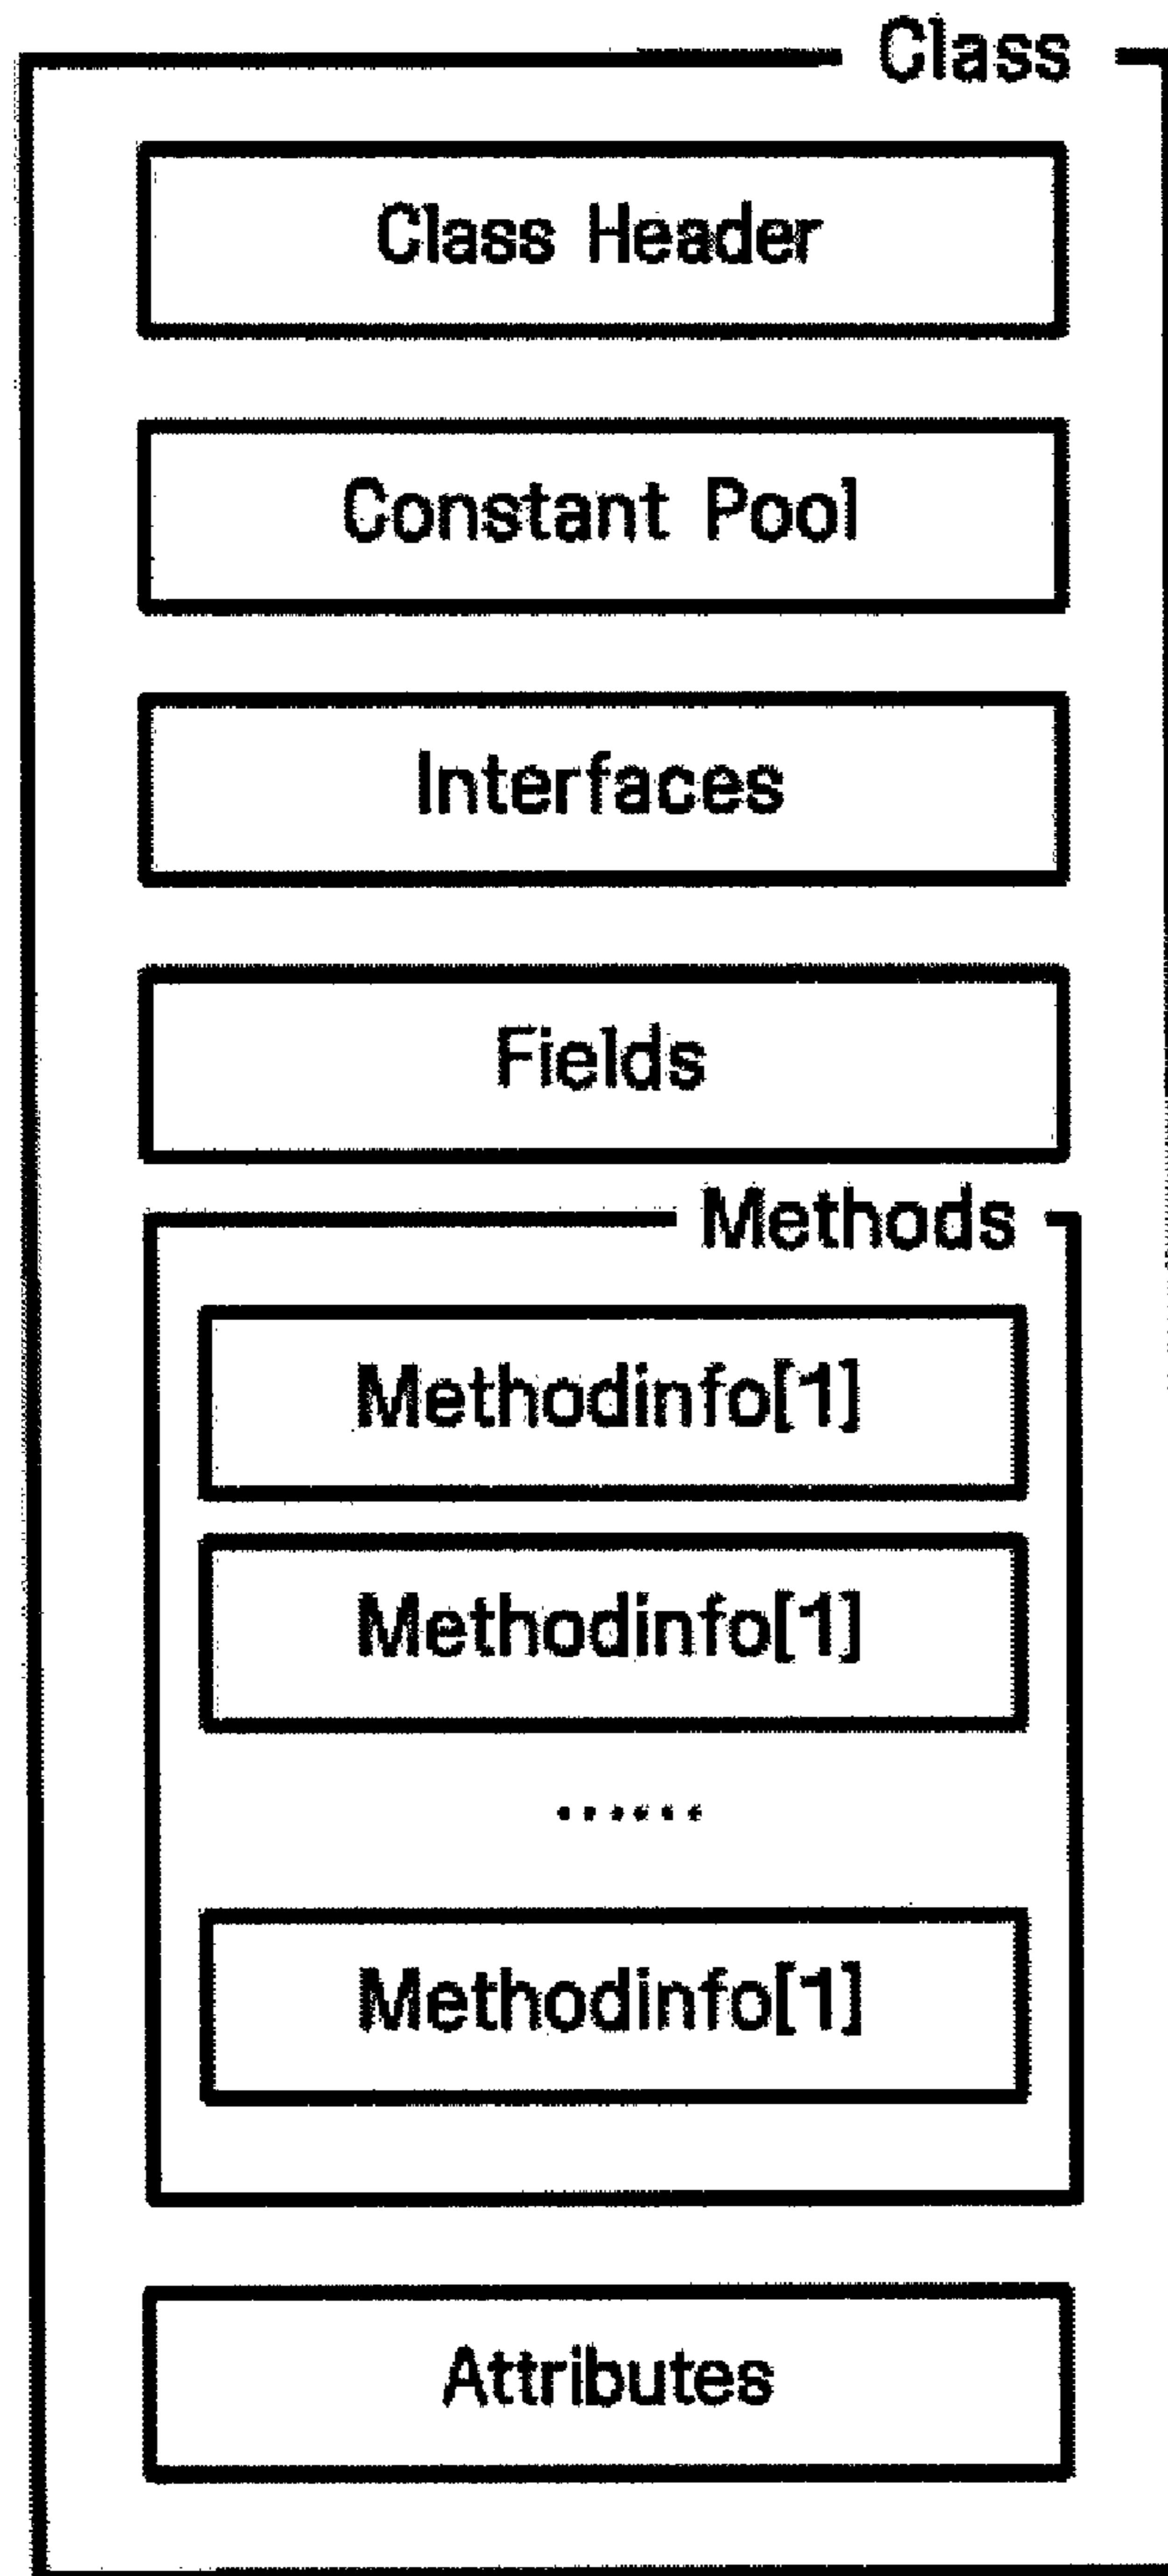 Class
Class Header
Constant Pool
Interfaces
Fields
Methods
Methodinfo[1]
Methodinfo[1]
......
Methodinfo[1]
Attributes